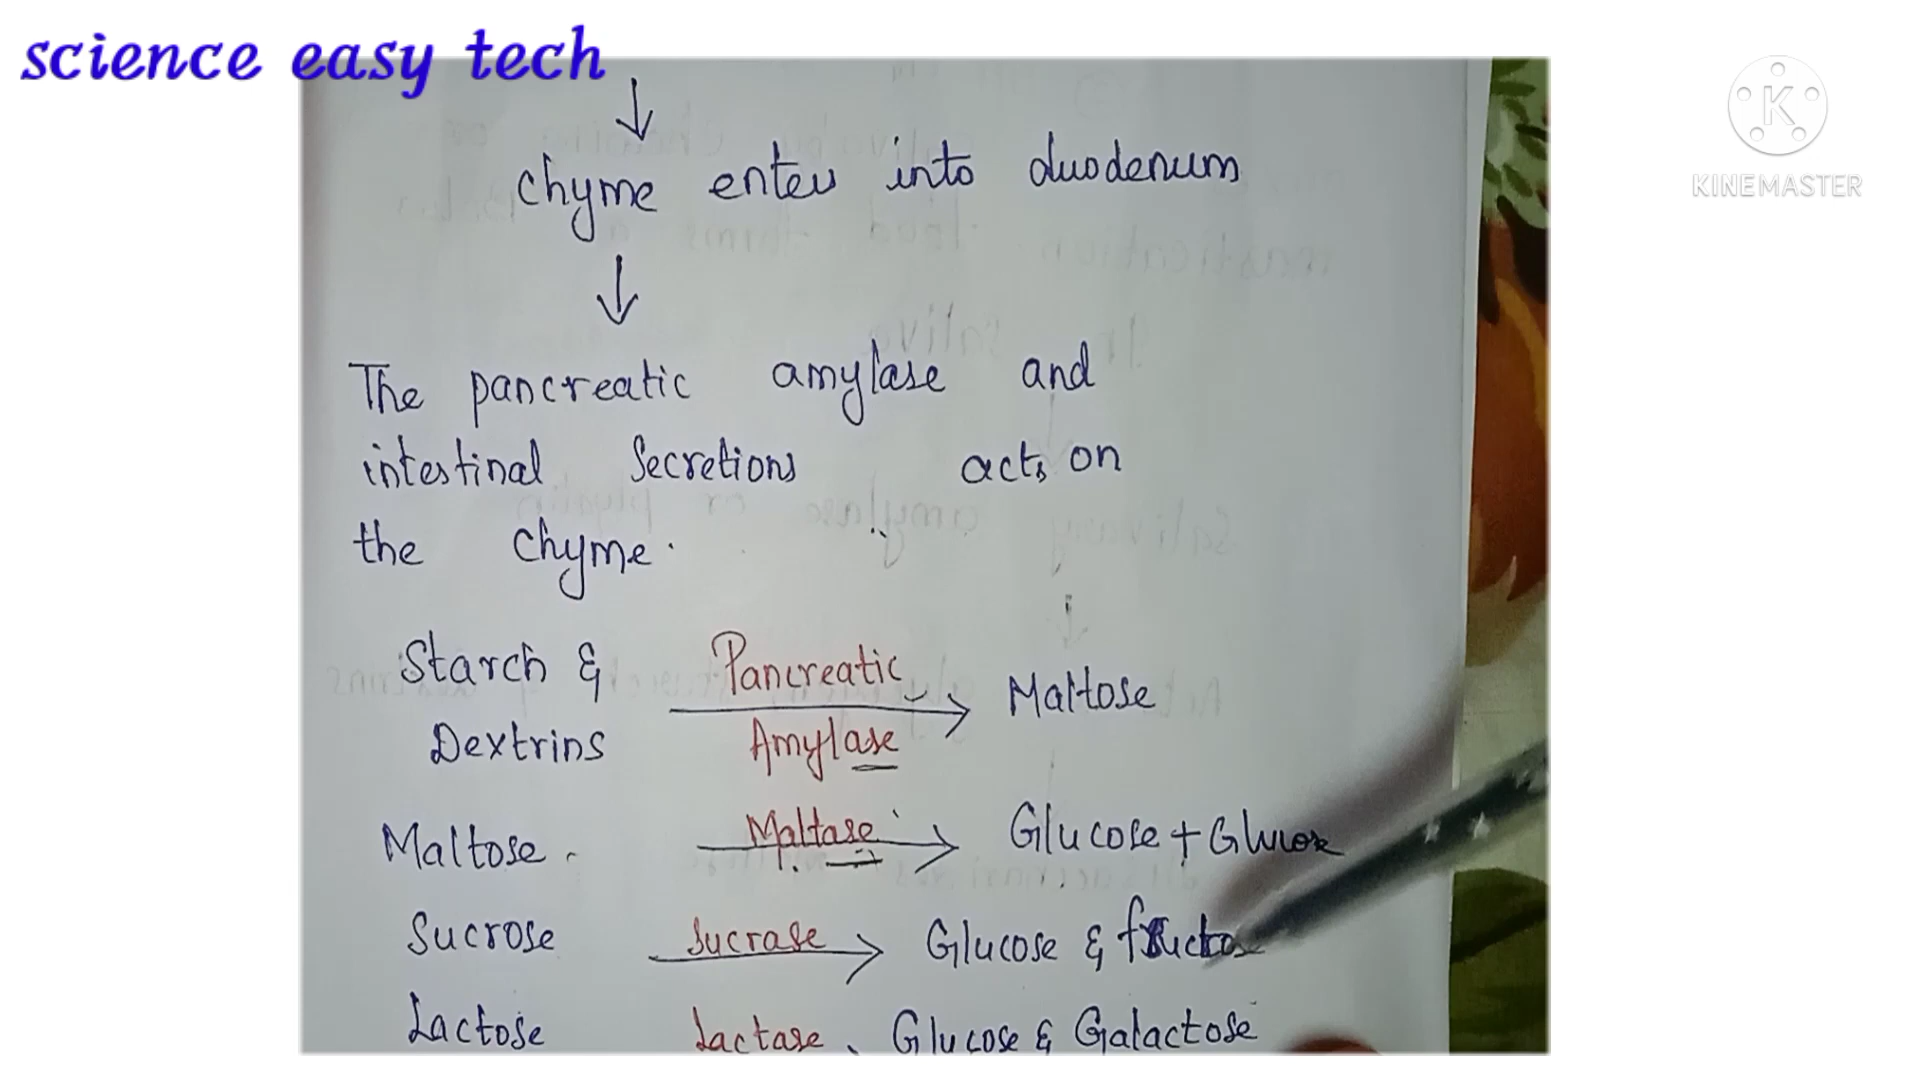 science easy tech
KINEMASTER
↓
chyme enter into duodenum
↓
The pancreatic amylase and
intestinal secretions acts on
the chyme.
Starch & Pancreatic Maltose
Dextrins Amylase
Maltose Maltase → Glucose + Glucose
Sucrose Sucrase → Glucose & fructose
Lactose Lactase Glucose & Galactose